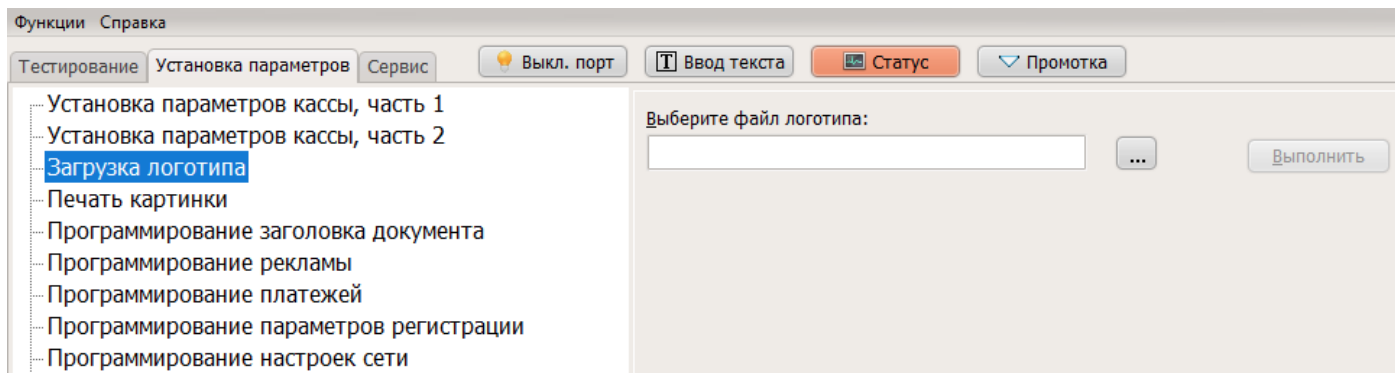 Функции Справка
Тестирование Установка параметров Сервис Выкл. порт T Ввод текста Статус Промотка
Установка параметров кассы, часть 1
Установка параметров кассы, часть 2
Загрузка логотипа
Печать картинки
Программирование заголовка документа
Программирование рекламы
Программирование платежей
Программирование параметров регистрации
Программирование настроек сети
Выберите файл логотипа:
... Выполнить